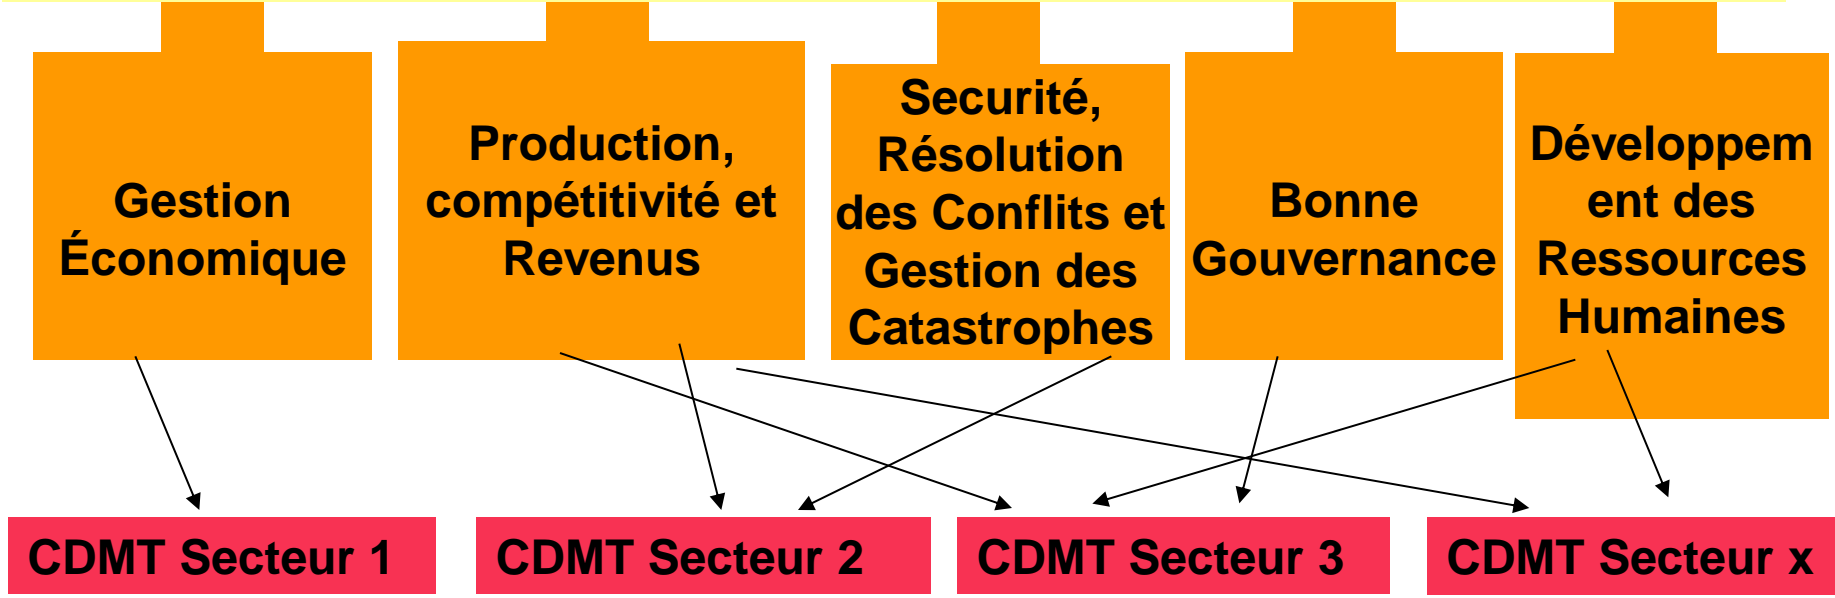 Gestion
Économique
Production,
compétitivité et
Revenus
Securité,
Résolution
des Conflits et
Gestion des
Catastrophes
Bonne
Gouvernance
Développem
ent des
Ressources
Humaines
CDMT Secteur 1
CDMT Secteur 2
CDMT Secteur 3
CDMT Secteur x